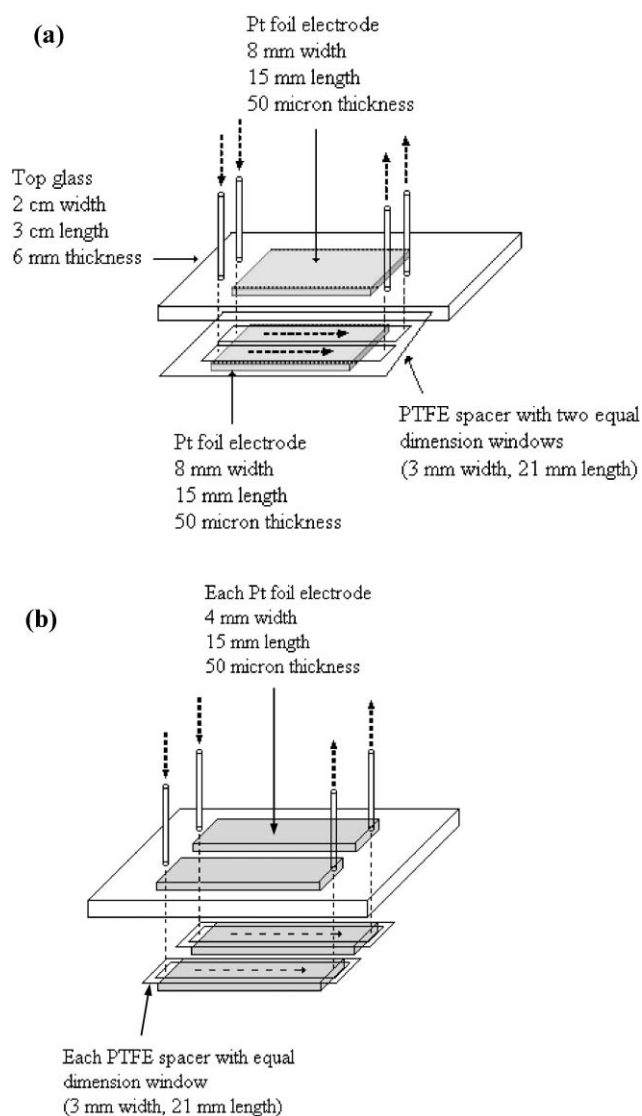 (a)
Pt foil electrode
8 mm width
15 mm length
50 micron thickness
Top glass
2 cm width
3 cm length
6 mm thickness
PTFE spacer with two equal
dimension windows
(3 mm width, 21 mm length)
Pt foil electrode
8 mm width
15 mm length
50 micron thickness
(b)
Each Pt foil electrode
4 mm width
15 mm length
50 micron thickness
Each PTFE spacer with equal
dimension window
(3 mm width, 21 mm length)